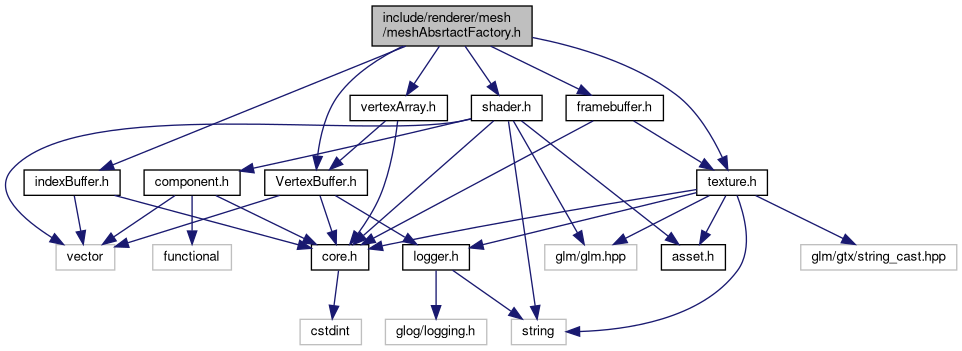 include/renderer/mesh
/meshAbsrtactFactory.h
vertexArray.h
shader.h
framebuffer.h
indexBuffer.h
component.h
VertexBuffer.h
texture.h
vector
functional
core.h
logger.h
glm/glm.hpp
asset.h
glm/gtx/string_cast.hpp
cstdint
glog/logging.h
string